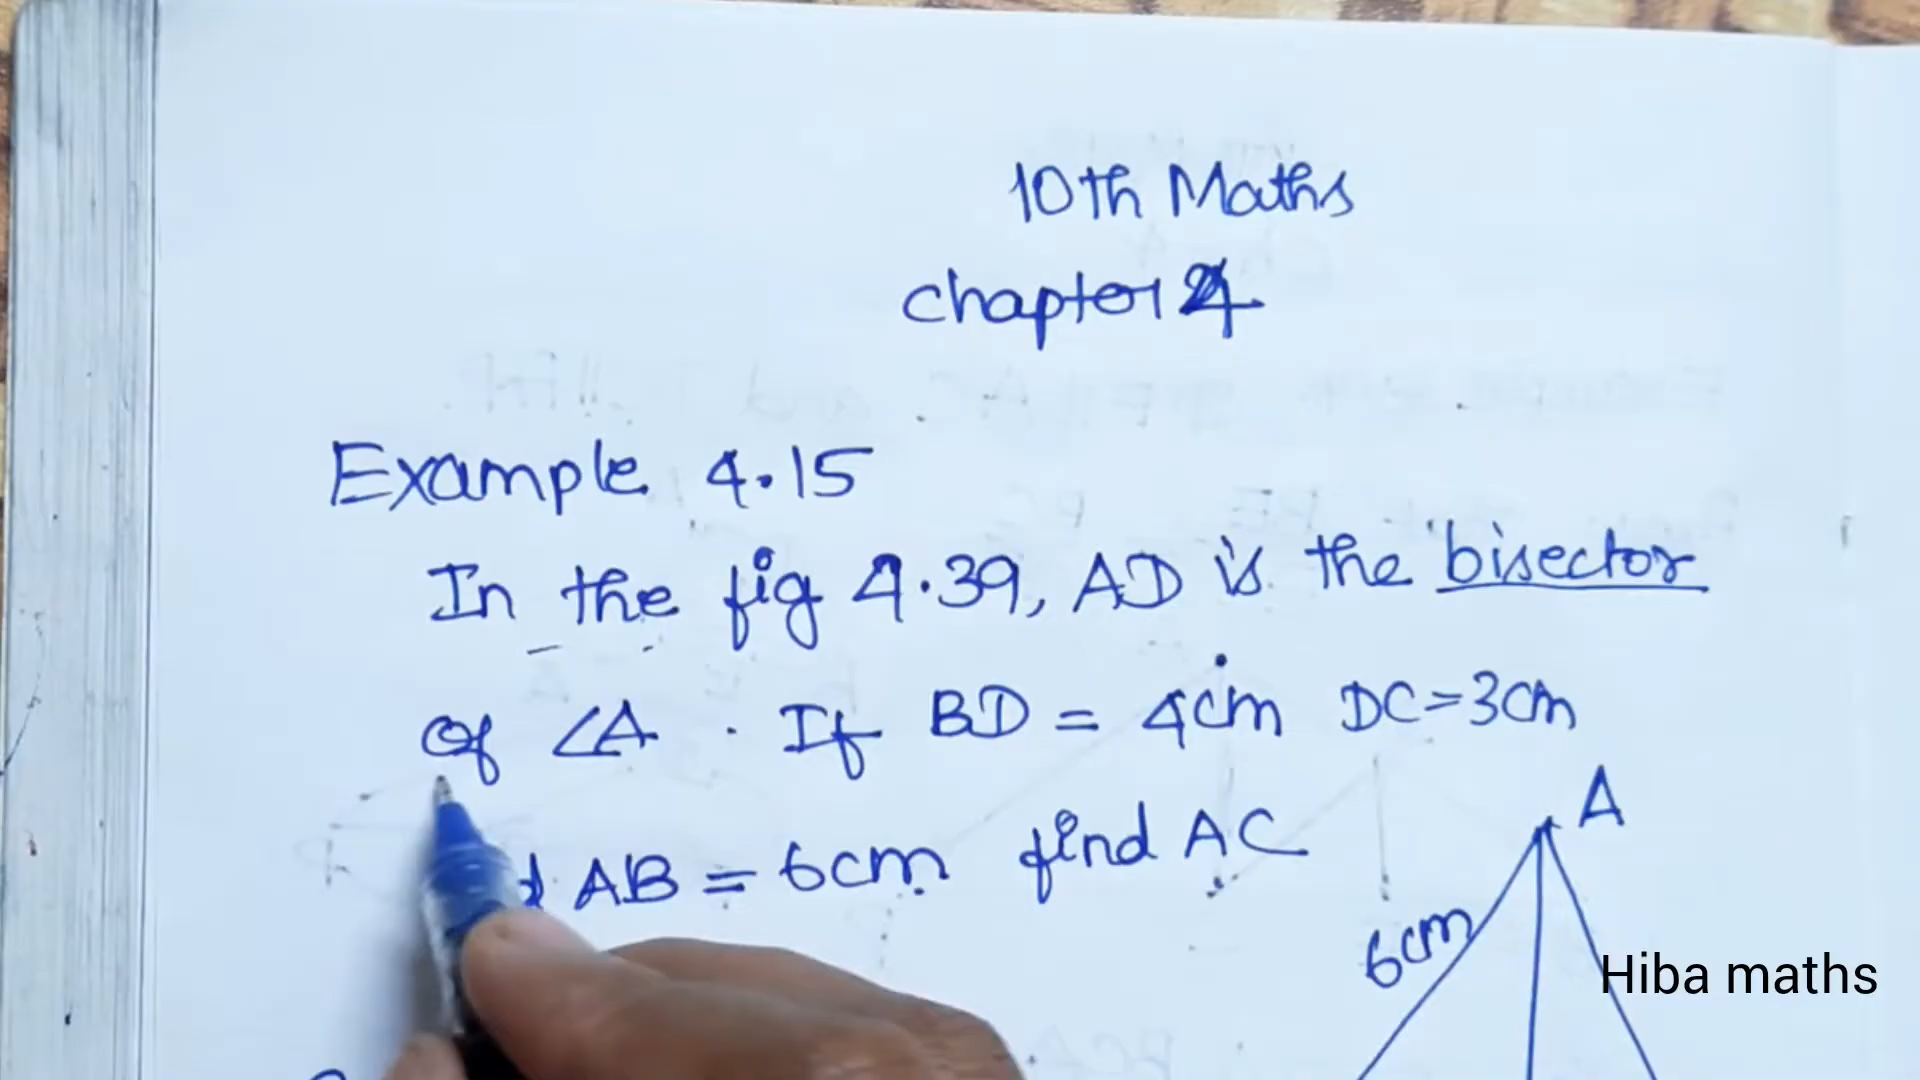 10th Maths
Chapter 4
Example 4.15
In the fig 4.39, AD is the bisector
of ∠A . If BD = 4cm DC=3cm
AB = 6cm find AC
A
6cm
Hiba maths